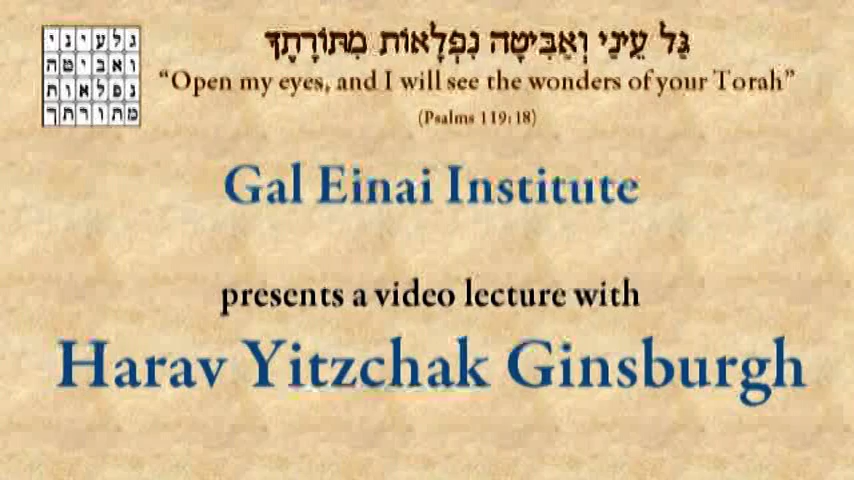 גלעיני
ואביטה
נפלאות
מתורתך
גַּל עֵינַי וְאַבִּיטָה נִפְלָאוֹת מִתּוֹרָתֶךָ
“Open my eyes, and I will see the wonders of your Torah”
(Psalms 119:18)
Gal Einai Institute
presents a video lecture with
Harav Yitzchak Ginsburgh